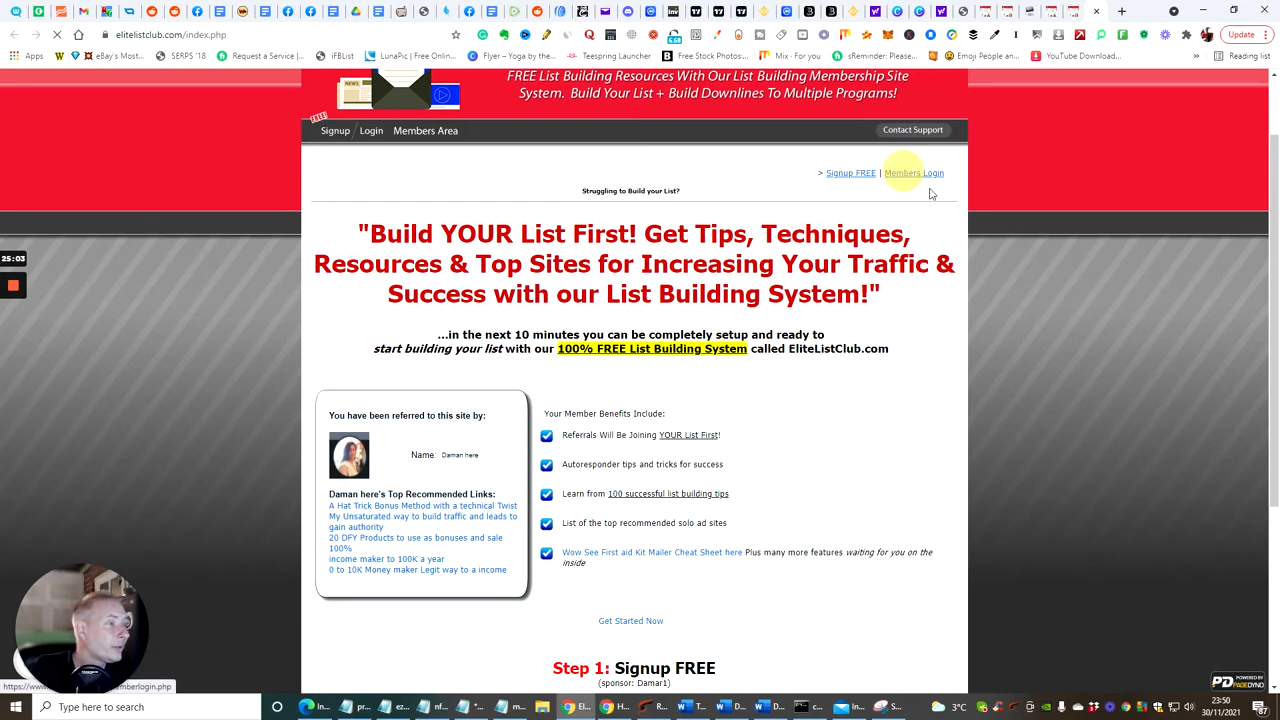 elitelistclub.com/index.php
Update
Apps
eBay's Most...
SERPS '18
Request a Service |...
iFBList
LunaPic | Free Onlin...
Flyer – Yoga by the...
Teespring Launcher
Free Stock Photos:...
Mix - For you
sReminder: Please...
Emoji People and...
YouTube Download...
Reading list
6.68
NEWS
FREE List Building Resources With Our List Building Membership Site
System. Build Your List + Build Downlines To Multiple Programs!
FREE!
Signup
Login
Members Area
Contact Support
> Signup FREE | Members Login
Struggling to Build your List?
25:03
"Build YOUR List First! Get Tips, Techniques,
Resources & Top Sites for Increasing Your Traffic &
Success with our List Building System!"
...in the next 10 minutes you can be completely setup and ready to
start building your list with our 100% FREE List Building System called EliteListClub.com
You have been referred to this site by:
Name: Daman here
Daman here's Top Recommended Links:
A Hat Trick Bonus Method with a technical Twist
My Unsaturated way to build traffic and leads to
gain authority
20 DFY Products to use as bonuses and sale
100%
income maker to 100K a year
0 to 10K Money maker Legit way to a income
Your Member Benefits Include:
Referrals Will Be Joining YOUR List First!
Autoresponder tips and tricks for success
Learn from 100 successful list building tips
List of the top recommended solo ad sites
Wow See First aid Kit Mailer Cheat Sheet here Plus many more features waiting for you on the
inside
Get Started Now
Step 1: Signup FREE
(sponsor: Damar1)
POWERED BY
https://www.
mberlogin.php
Type here to search
3°C
23:50
30/11/2021